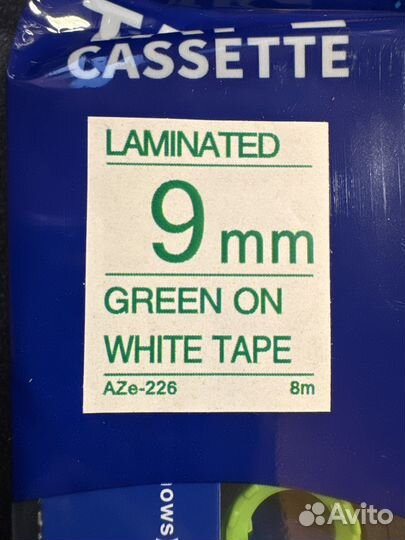 CASSETTE
LAMINATED
9 mm
GREEN ON
WHITE TAPE
AZe-226 8m
Avito